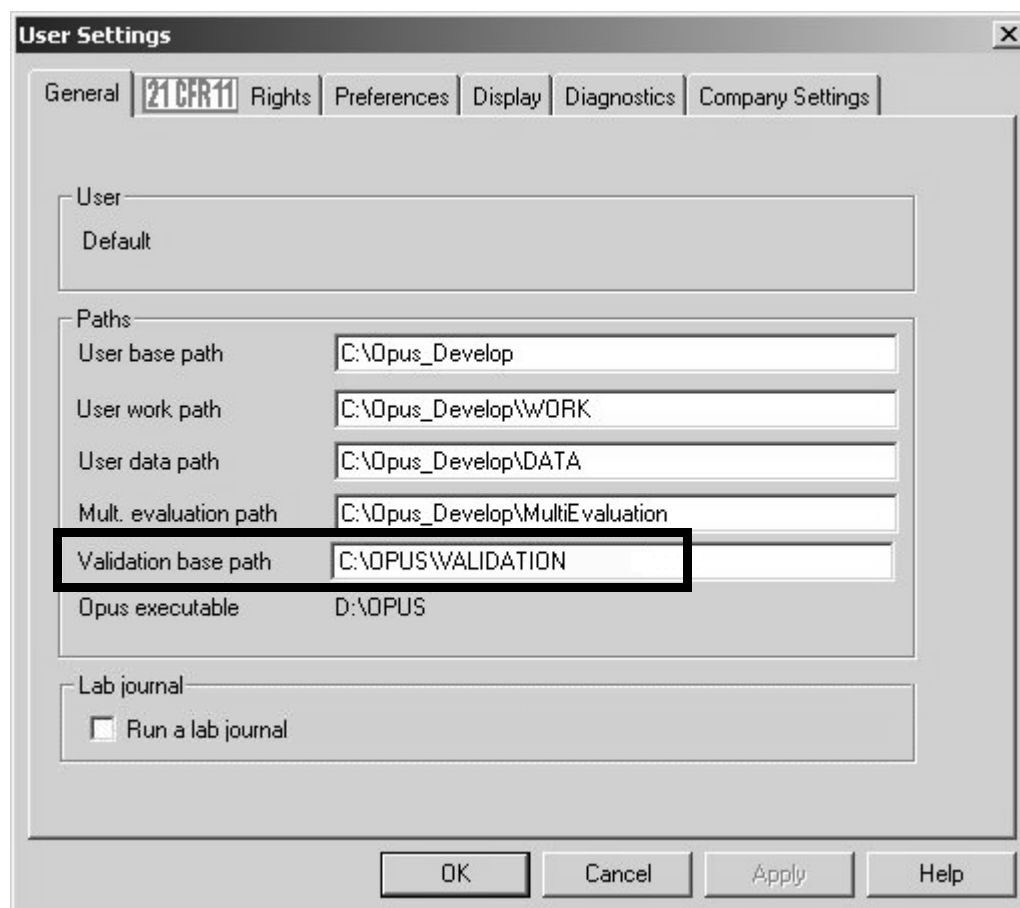 User Settings
General 21 CFR11 Rights Preferences Display Diagnostics Company Settings
User
Default
Paths
User base path C:\Opus_Develop
User work path C:\Opus_Develop\WORK
User data path C:\Opus_Develop\DATA
Mult. evaluation path C:\Opus_Develop\MultiEvaluation
Validation base path C:\OPUS\VALIDATION
Opus executable D:\OPUS
Lab journal
Run a lab journal
OK Cancel Apply Help